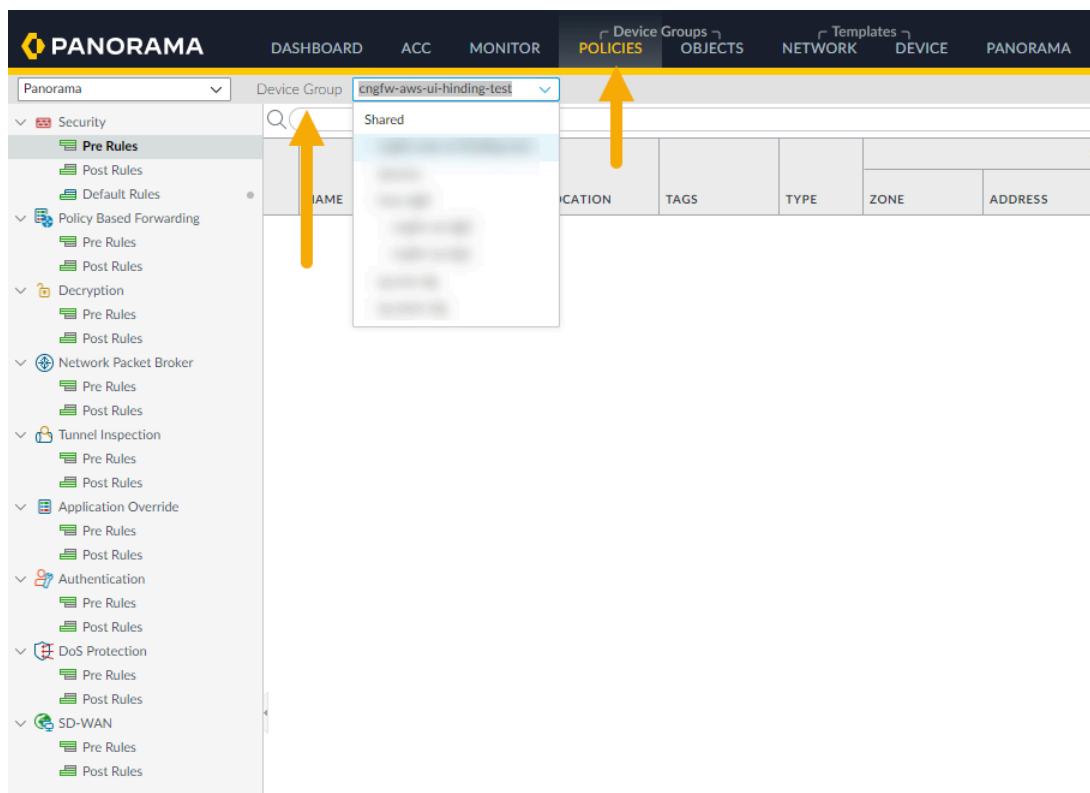 Device Groups
Templates
PANORAMA
DASHBOARD ACC MONITOR POLICIES OBJECTS NETWORK DEVICE PANORAMA
Panorama
Device Group
cngfw-aws-ui-hinding-test
Shared
Security
Pre Rules
Post Rules
Default Rules
Policy Based Forwarding
Pre Rules
Post Rules
Decryption
Pre Rules
Post Rules
Network Packet Broker
Pre Rules
Post Rules
Tunnel Inspection
Pre Rules
Post Rules
Application Override
Pre Rules
Post Rules
Authentication
Pre Rules
Post Rules
DoS Protection
Pre Rules
Post Rules
SD-WAN
Pre Rules
Post Rules
TAGS TYPE ZONE ADDRESS